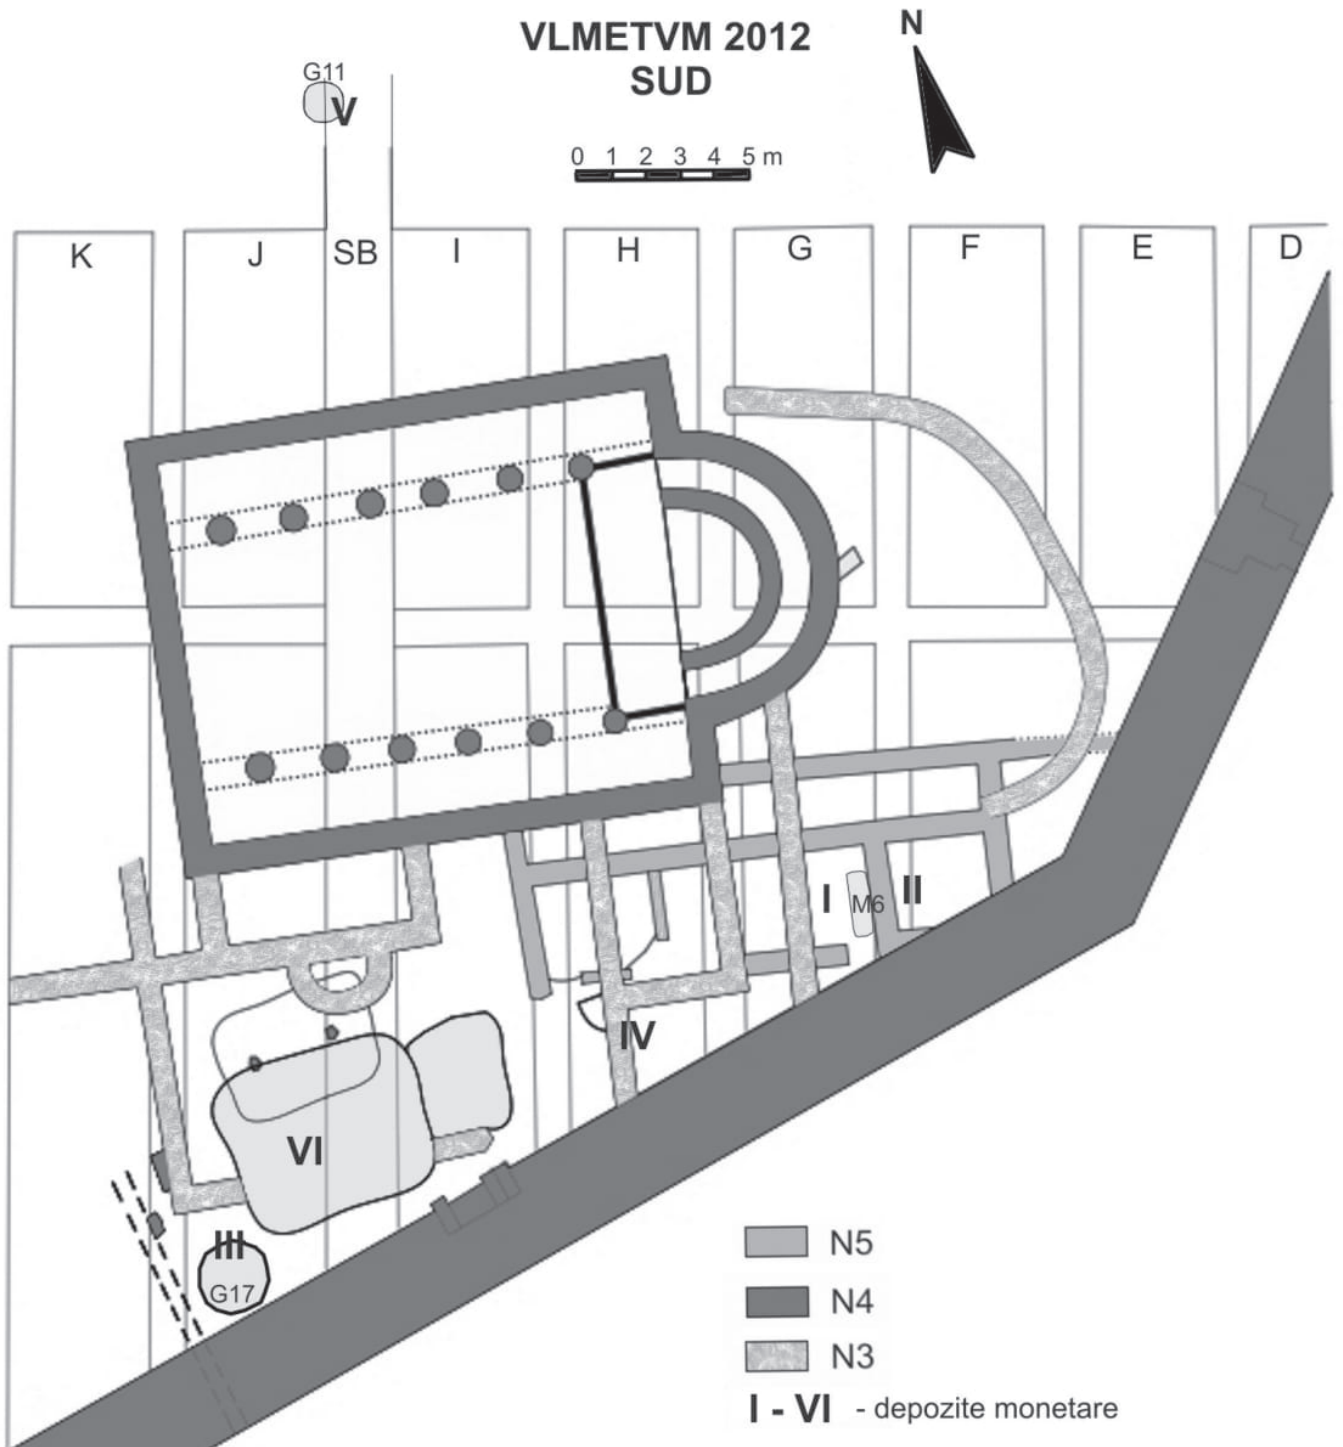 VLMETVM 2012
SUD
N
G11
V
0 1 2 3 4 5 m
K J SB I H G F E D
I M6 II
IV
VI
III
G17
N5
N4
N3
I - VI - depozite monetare